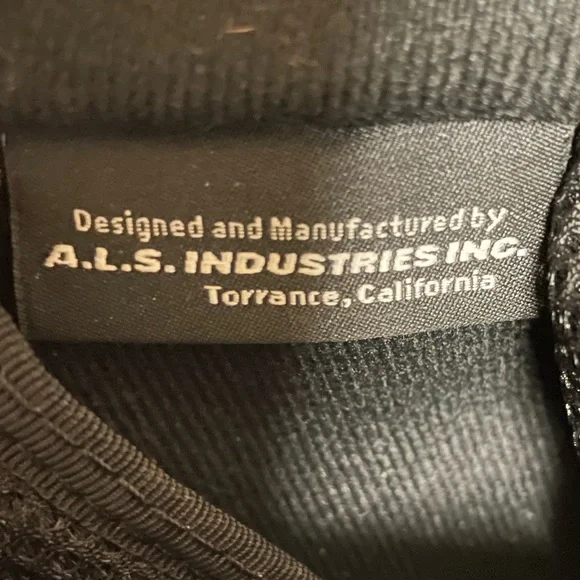 Designed and Manufactured by
A.L.S. INDUSTRIES INC.
Torrance, California